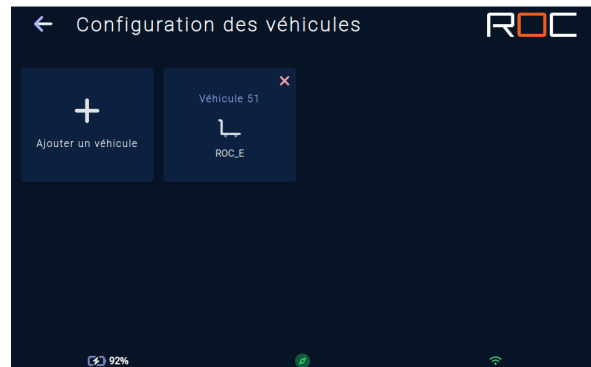 Configuration des véhicules
ROC
Ajouter un véhicule
Véhicule 51
ROC_E
92%